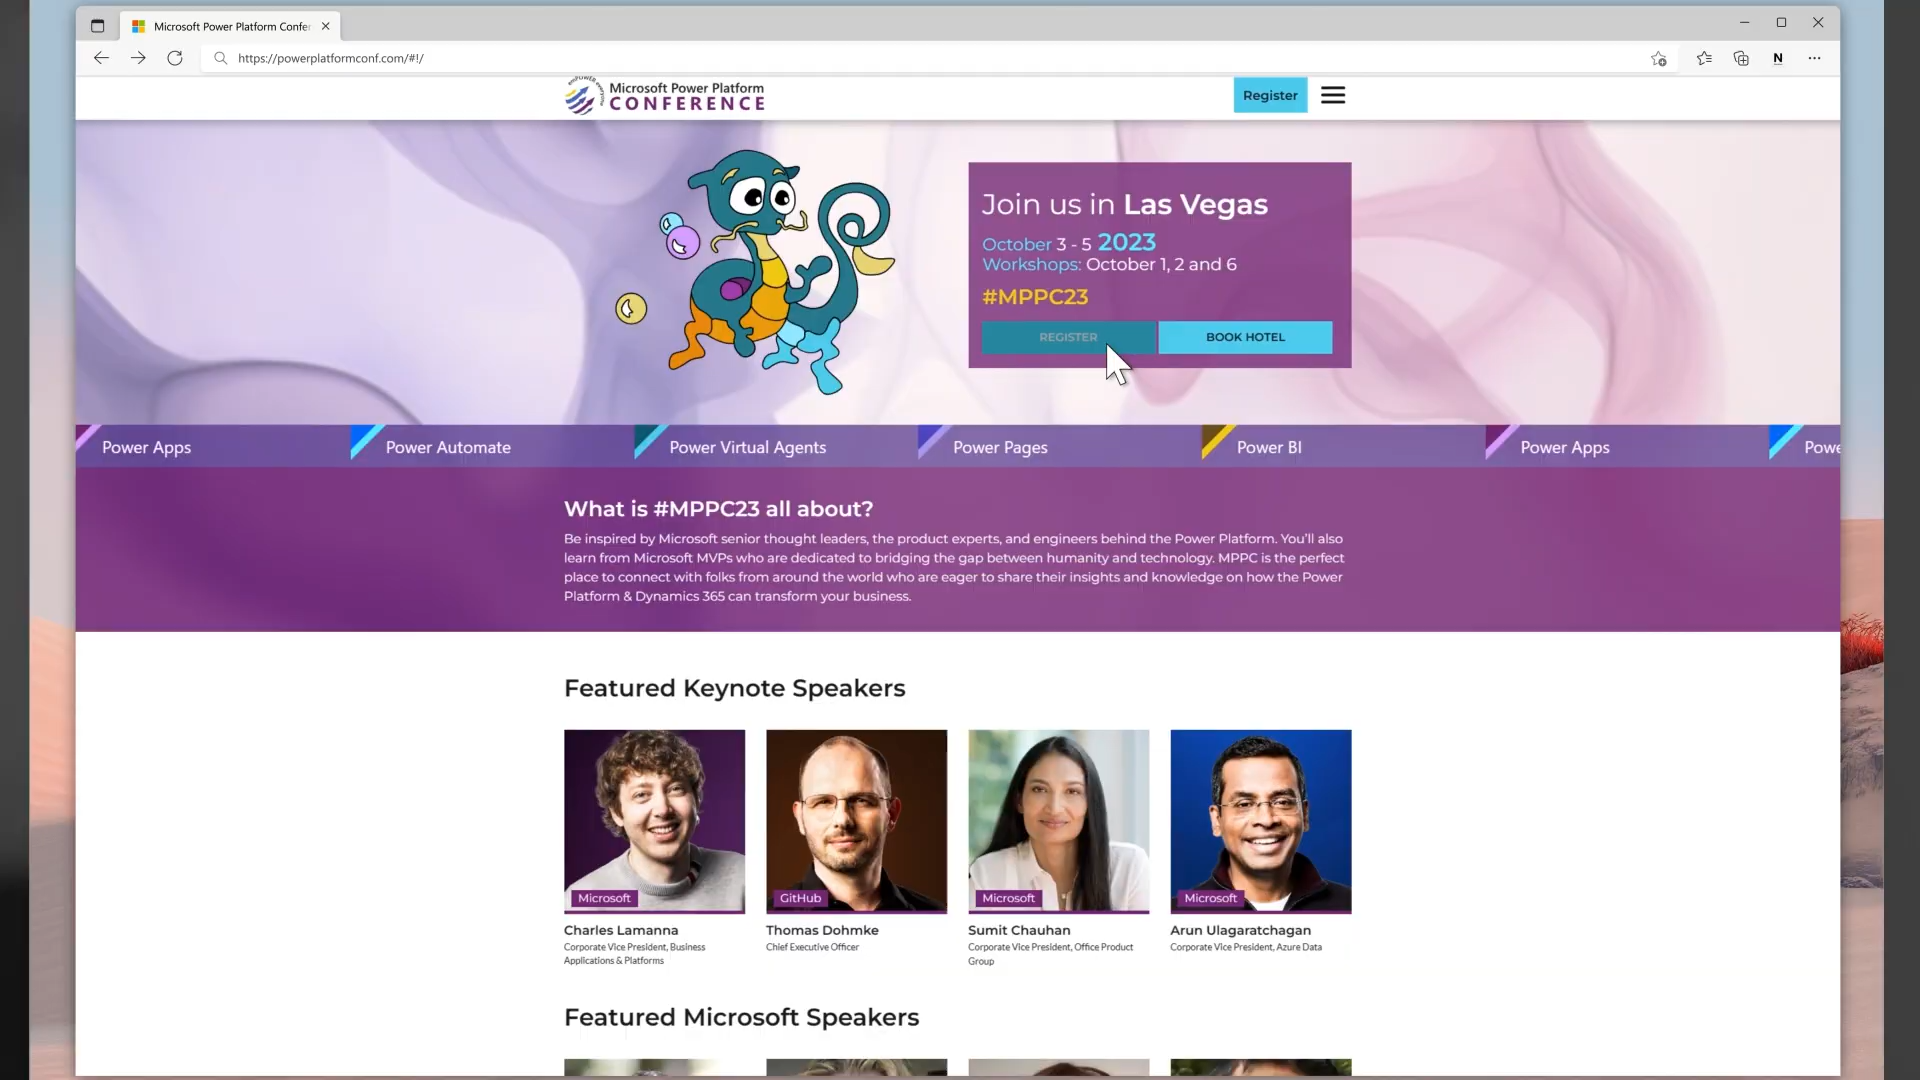 Microsoft Power Platform Confer
https://powerplatformconf.com/#!/
N
Microsoft Power Platform
CONFERENCE
Register
Join us in Las Vegas
October 3 - 5 2023
Workshops: October 1, 2 and 6
#MPPC23
REGISTER
BOOK HOTEL
Power Apps
Power Automate
Power Virtual Agents
Power Pages
Power BI
Power Apps
Powe
What is #MPPC23 all about?
Be inspired by Microsoft senior thought leaders, the product experts, and engineers behind the Power Platform. You'll also
learn from Microsoft MVPs who are dedicated to bridging the gap between humanity and technology. MPPC is the perfect
place to connect with folks from around the world who are eager to share their insights and knowledge on how the Power
Platform & Dynamics 365 can transform your business.
Featured Keynote Speakers
Microsoft
GitHub
Microsoft
Microsoft
Charles Lamanna
Corporate Vice President, Business
Applications & Platforms
Thomas Dohmke
Chief Executive Officer
Sumit Chauhan
Corporate Vice President, Office Product
Group
Arun Ulagaratchagan
Corporate Vice President, Azure Data
Featured Microsoft Speakers